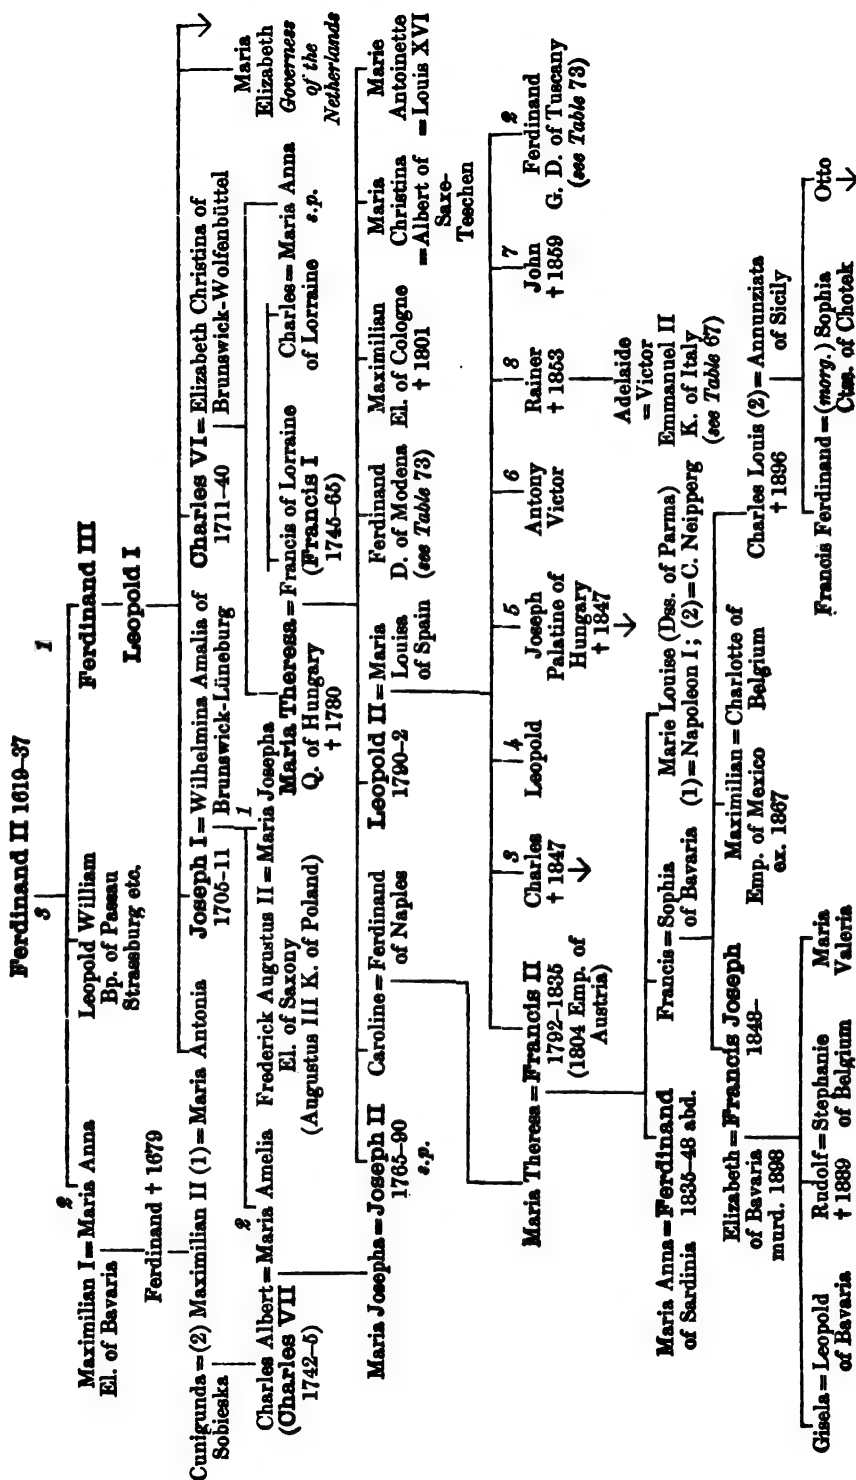 Ferdinand II 1619–37
3
1
2
Maximilian I = Maria Anna
El. of Bavaria
Leopold William
Bp. of Passau
Strassburg etc.
Ferdinand III
Ferdinand † 1679
Leopold I
Cunigunda = (2) Maximilian II (1) = Maria Antonia
Sobieska
Joseph I = Wilhelmina Amalia of
1705–11 Brunswick-Lüneburg
Charles VI = Elizabeth Christina of
1711–40 Brunswick-Wolfenbüttel
Maria
Elizabeth
Governess
of the
Netherlands
2
1
Charles Albert = Maria Amelia
(Charles VII
1742–5)
Frederick Augustus II = Maria Josepha
El. of Saxony
(Augustus III K. of Poland)
Maria Theresa = Francis of Lorraine
Q. of Hungary (Francis I
† 1780 1745–65)
Charles = Maria Anna
of Lorraine s.p.
Maria Josepha = Joseph II
1765–90
s.p.
Caroline = Ferdinand
of Naples
Leopold II = Maria
1790–2 Louisa
of Spain
Ferdinand
D. of Modena
(see Table 73)
Maximilian
El. of Cologne
† 1801
Maria
Christina
= Albert of
Saxe-
Teschen
Marie
Antoinette
= Louis XVI
Maria Theresa = Francis II
1792–1835
(1804 Emp. of
Austria)
3
Charles
† 1847
4
Leopold
5
Joseph
Palatine of
Hungary
† 1847
6
Antony
Victor
8
Rainer
† 1853
7
John
† 1859
2
Ferdinand
G. D. of Tuscany
(see Table 73)
Adelaide
= Victor
Emmanuel II
K. of Italy
(see Table 67)
Maria Anna = Ferdinand
of Sardinia 1835–48 abd.
Francis = Sophia
of Bavaria
Marie Louise (Dss. of Parma)
(1) = Napoleon I; (2) = C. Neipperg
Elizabeth = Francis Joseph
of Bavaria 1848–
murd. 1898
Maximilian = Charlotte of
Emp. of Mexico Belgium
ex. 1867
Charles Louis (2) = Annunziata
† 1896 of Sicily
Gisela = Leopold
of Bavaria
Rudolf = Stephanie
† 1889 of Belgium
Maria
Valeria
Francis Ferdinand = (morg.) Sophia
Ctss. of Chotek
Otto